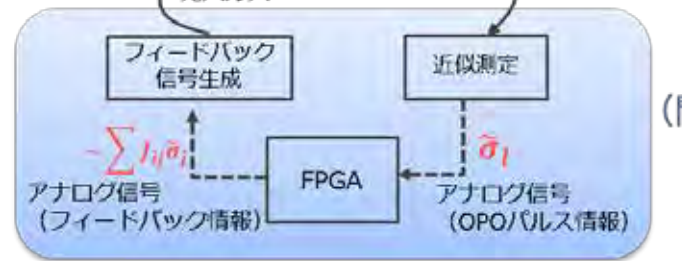 フィードバック
信号生成
近似測定
~∑ J_{ij} σ̃_i
σ̃_l
FPGA
アナログ信号
(フィードバック情報)
アナログ信号
(OPOパルス情報)